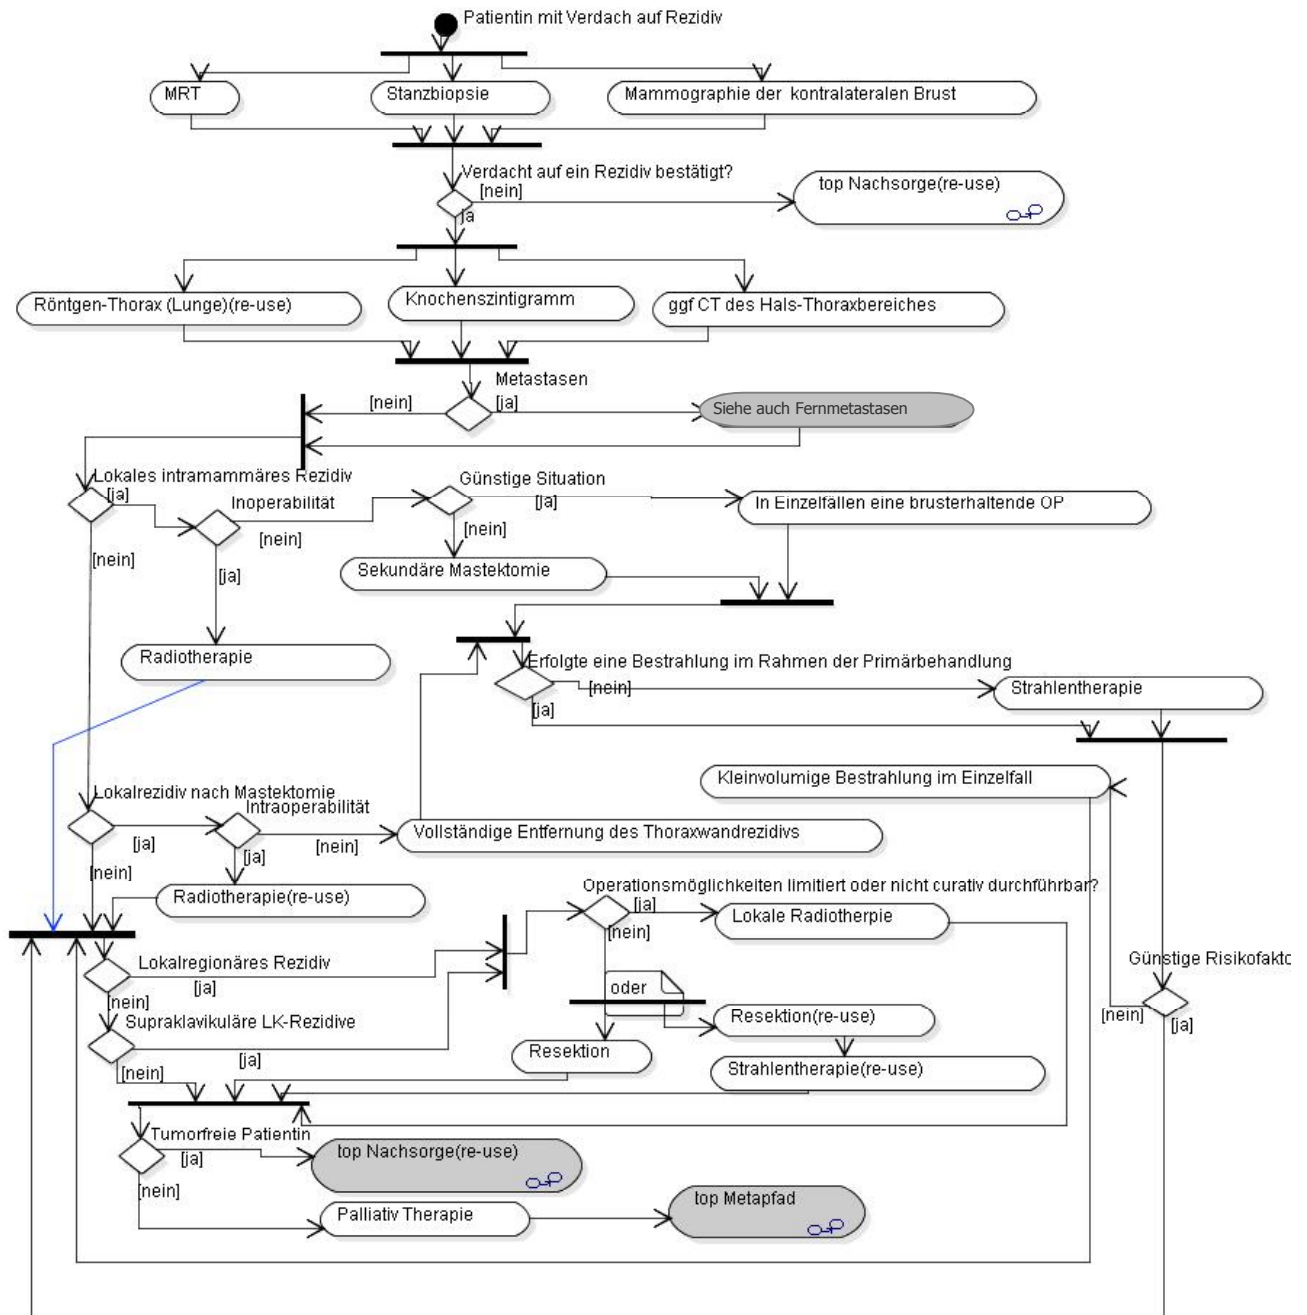 Patientin mit Verdach auf Rezidiv
MRT
Stanzbiopsie
Mammographie der kontralateralen Brust
Verdacht auf ein Rezidiv bestätigt?
[nein]
top Nachsorge(re-use)
ja
Röntgen-Thorax (Lunge)(re-use)
Knochenszintigramm
ggf CT des Hals-Thoraxbereiches
Metastasen
[nein]
[ja]
Siehe auch Fernmetastasen
Lokales intramammäres Rezidiv
[ja]
Inoperabilität
Günstige Situation
[Ja]
In Einzelfällen eine brusterhaltende OP
[nein]
[nein]
[nein]
[ja]
Sekundäre Mastektomie
Radiotherapie
Erfolgte eine Bestrahlung im Rahmen der Primärbehandlung
[nein]
Strahlentherapie
[ja]
Kleinvolumige Bestrahlung im Einzelfall
Lokalrezidiv nach Mastektomie
Intraoperabilität
[ja]
[nein]
Vollständige Entfernung des Thoraxwandrezidivs
[ja]
[nein]
Radiotherapie(re-use)
Operationsmöglichkeiten limitiert oder nicht curativ durchführbar?
[ja]
Lokale Radiotherpie
[nein]
Lokalregionäres Rezidiv
[ja]
Günstige Risikofakto
oder
[nein]
Supraklavikuläre LK-Rezidive
[ja]
Resektion(re-use)
[nein]
[ja]
Resektion
[nein]
Strahlentherapie(re-use)
Tumorfreie Patientin
[ja]
top Nachsorge(re-use)
[nein]
Palliativ Therapie
top Metapfad